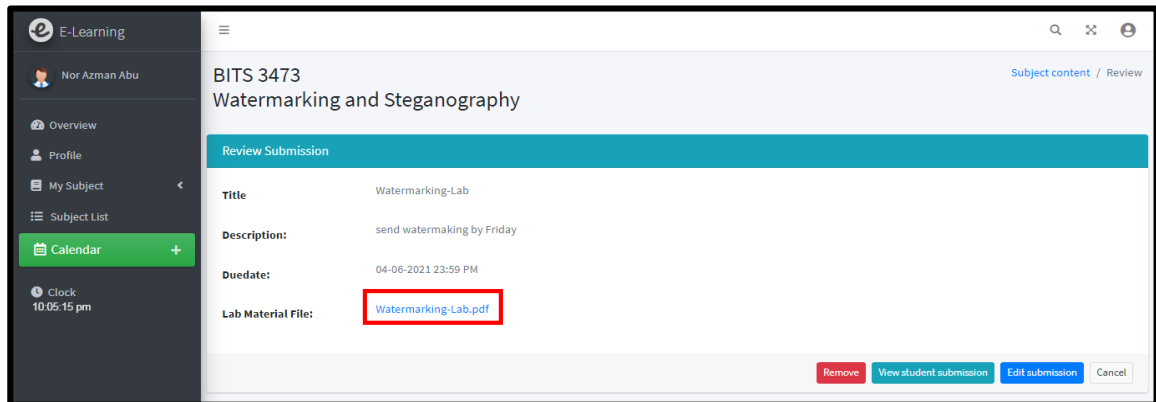 E-Learning
Nor Azman Abu
Overview
Profile
My Subject
Subject List
Calendar +
Clock
10:05:15 pm
BITS 3473
Watermarking and Steganography
Subject content / Review
Review Submission
Title Watermarking-Lab
Description: send watermaking by Friday
Duedate: 04-06-2021 23:59 PM
Lab Material File: Watermarking-Lab.pdf
Remove View student submission Edit submission Cancel